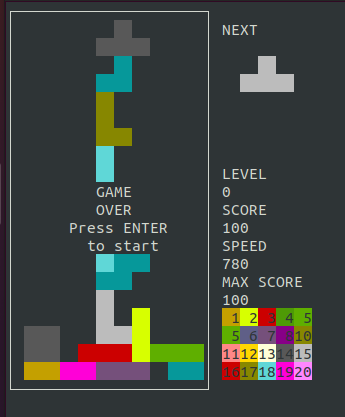 NEXT
LEVEL
0
SCORE
100
SPEED
780
MAX SCORE
100
GAME
OVER
Press ENTER
to start
1 2 3 4 5
5 6 7 8 10
11 12 13 14 15
16 17 18 19 20